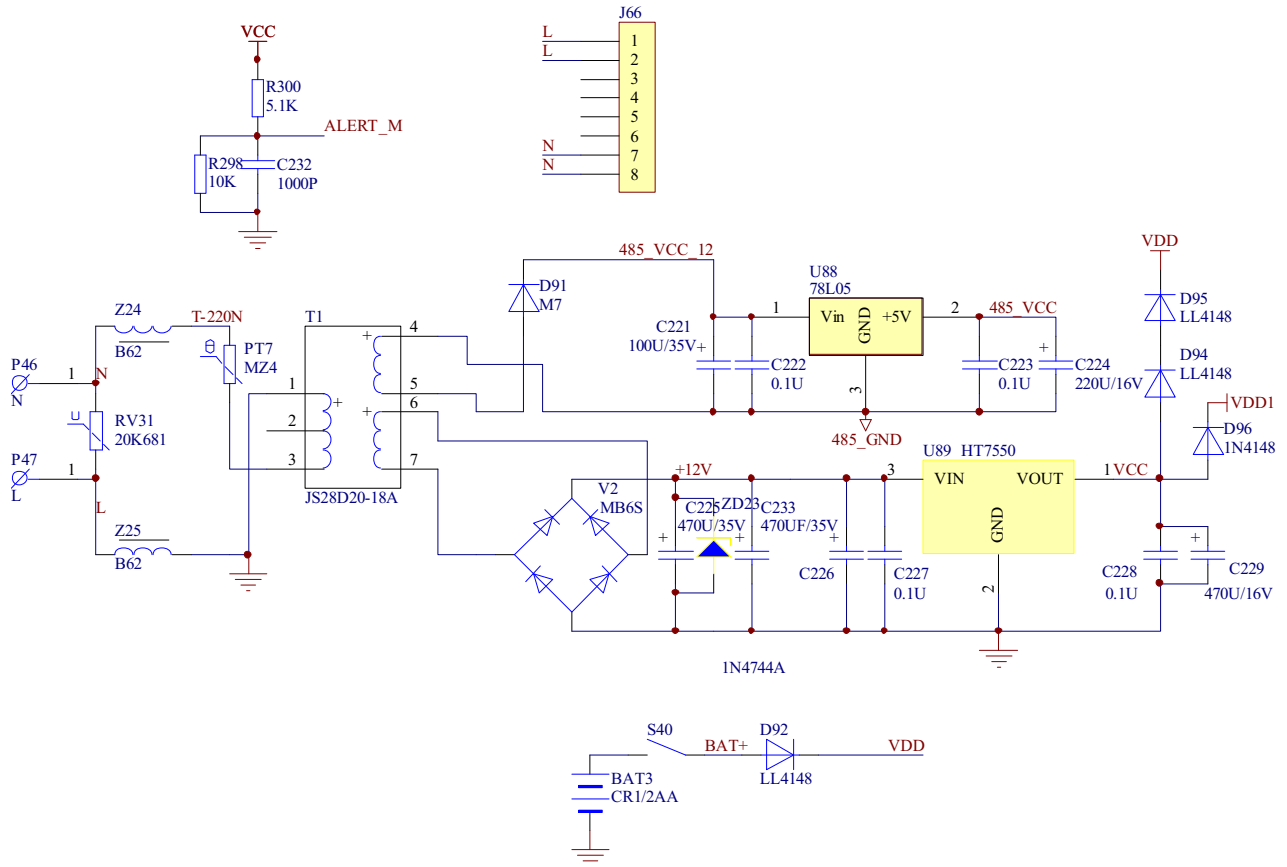 J66
L
1
L
2
3
4
5
6
N
7
N
8
VCC
R300
5.1K
ALERT_M
R298
10K
C232
1000P
485_VCC_12
D91
M7
U88
78L05
Vin
+5V
GND
1
2
3
485_VCC
C221
100U/35V
+
C222
0.1U
C223
0.1U
+
C224
220U/16V
485_GND
VDD
D95
LL4148
D94
LL4148
VDD1
D96
1N4148
Z24
B62
T-220N
θ
PT7
MZ4
P46
N
1
N
U
RV31
20K681
P47
L
1
L
Z25
B62
T1
1
2
3
4
5
6
7
+
+
+
JS28D20-18A
V2
MB6S
+12V
C225
470U/35V
+
ZD23
C233
470UF/35V
+
+
C226
C227
0.1U
3
U89 HT7550
VIN
VOUT
GND
2
1
VCC
C228
0.1U
+
C229
470U/16V
1N4744A
S40
BAT+
D92
LL4148
VDD
BAT3
CR1/2AA